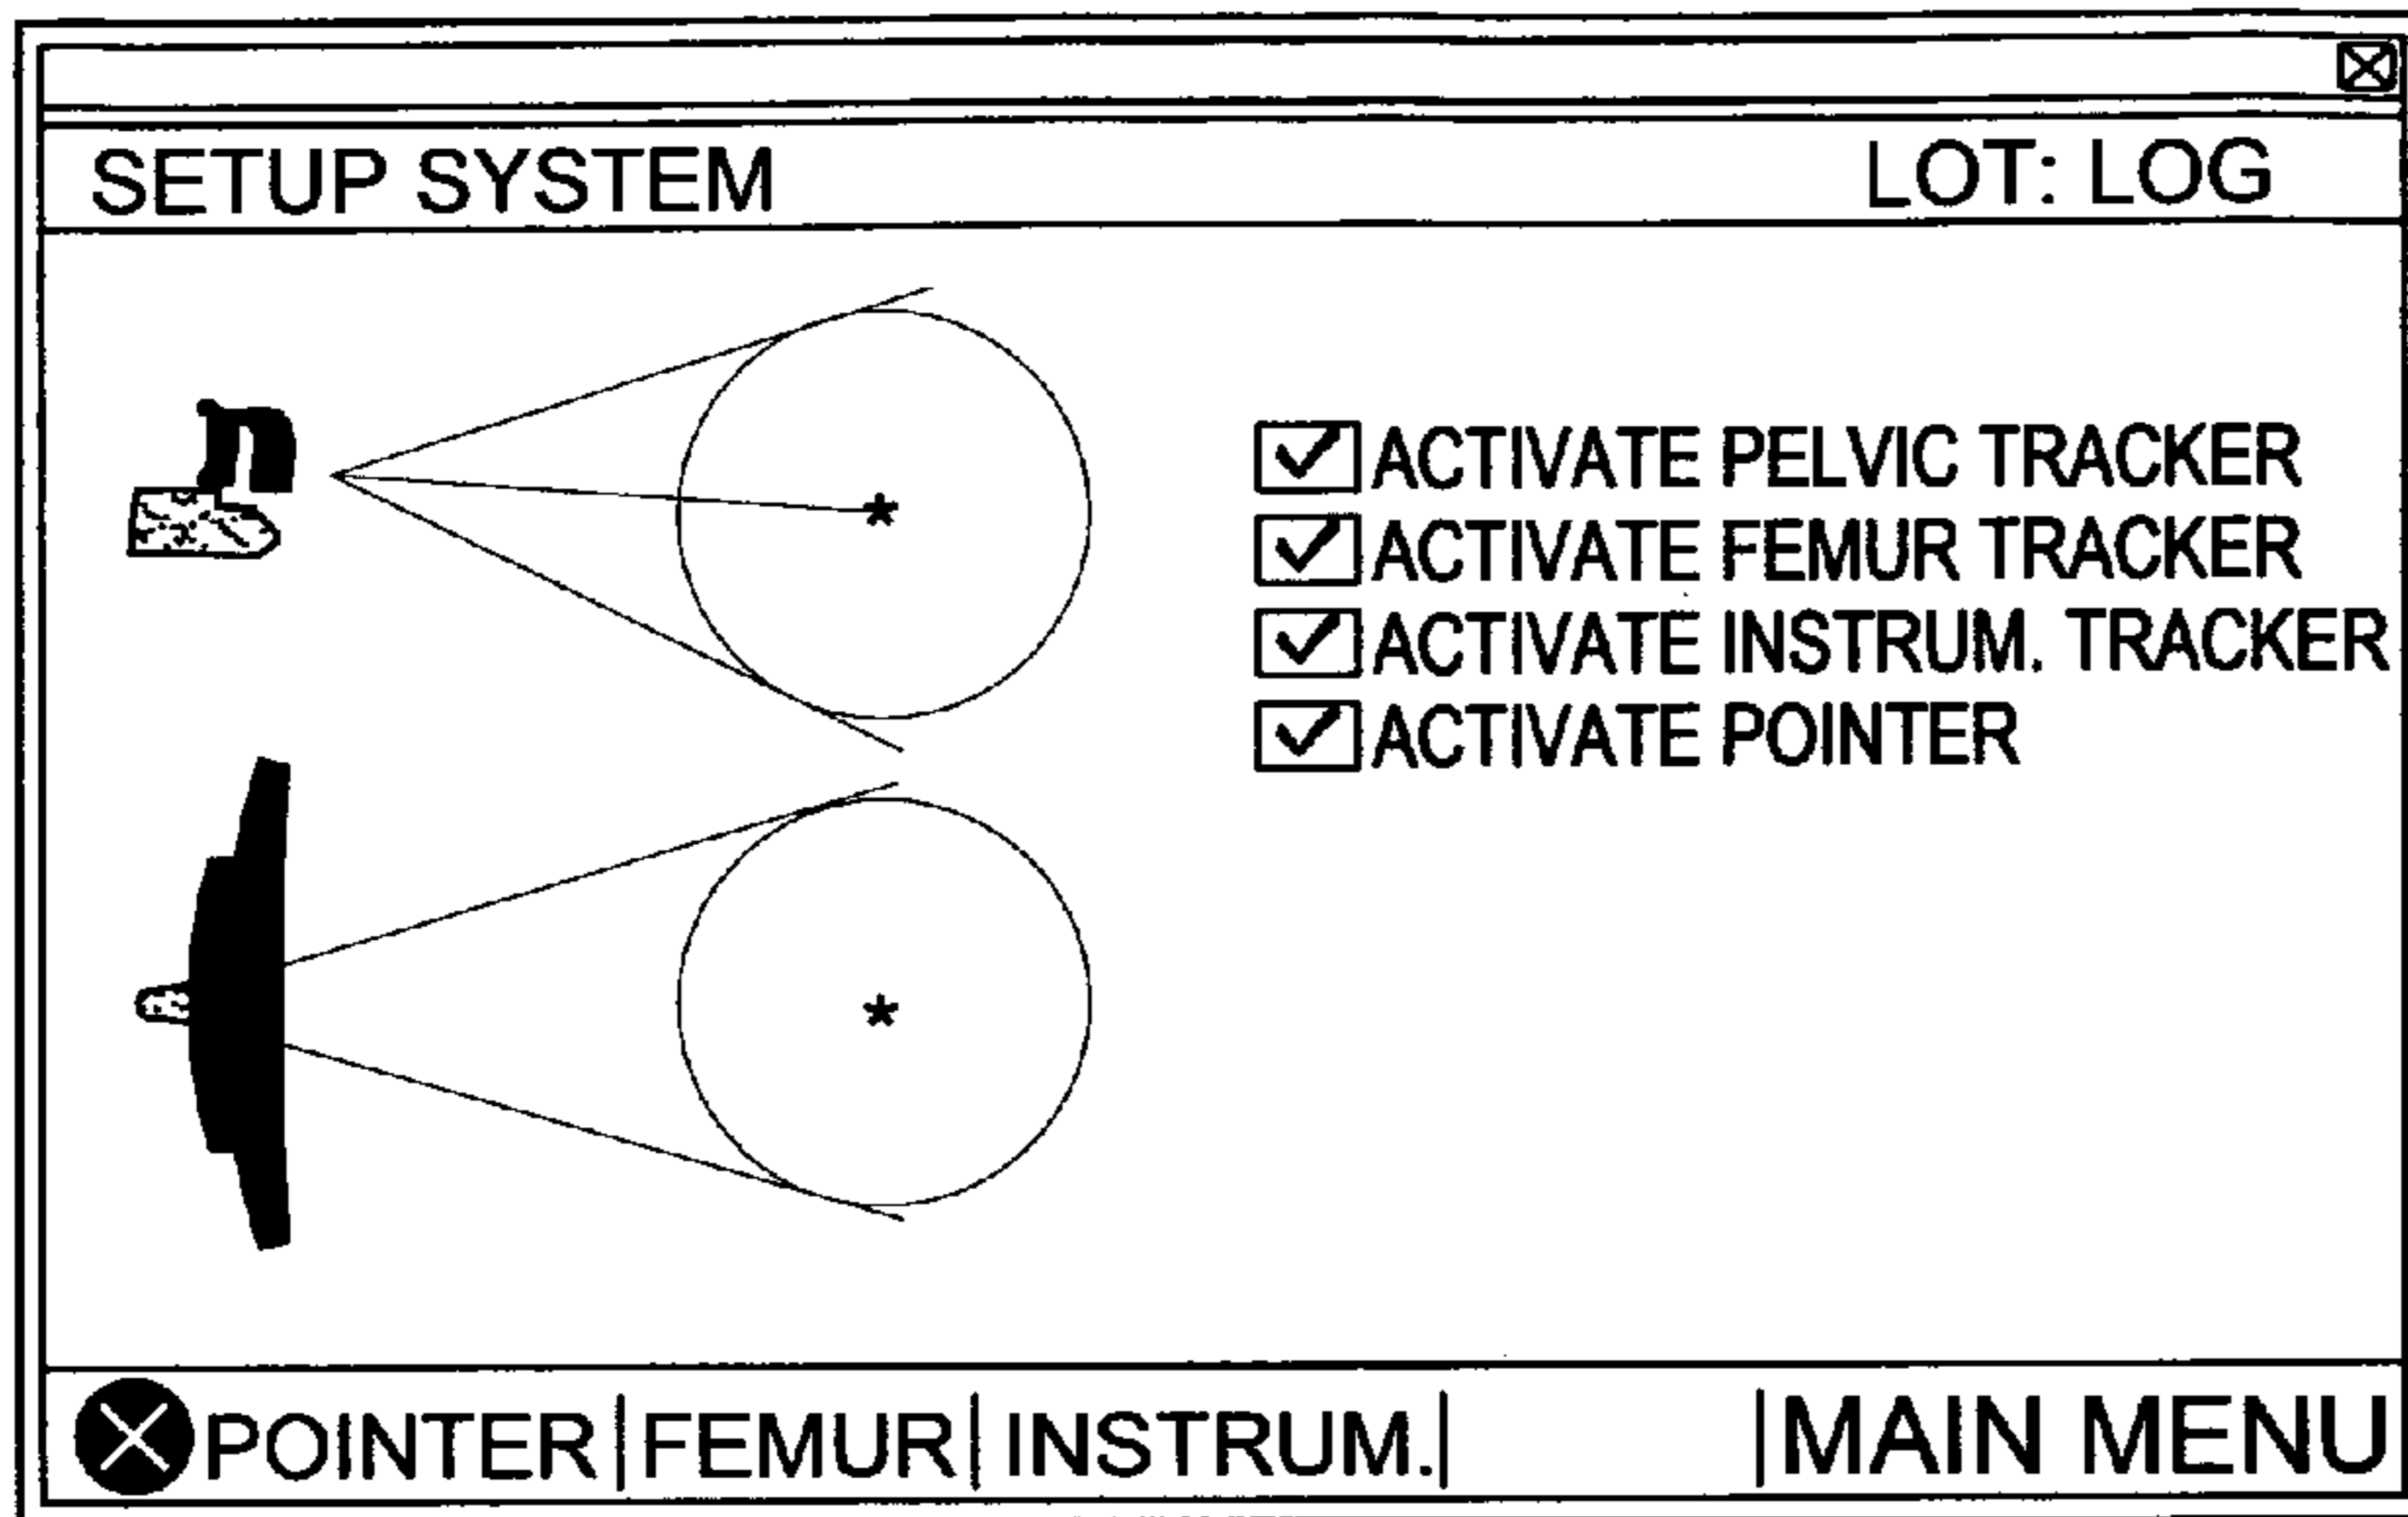 SETUP SYSTEM LOT: LOG
ACTIVATE PELVIC TRACKER
ACTIVATE FEMUR TRACKER
ACTIVATE INSTRUM. TRACKER
ACTIVATE POINTER
POINTER | FEMUR | INSTRUM. | | MAIN MENU